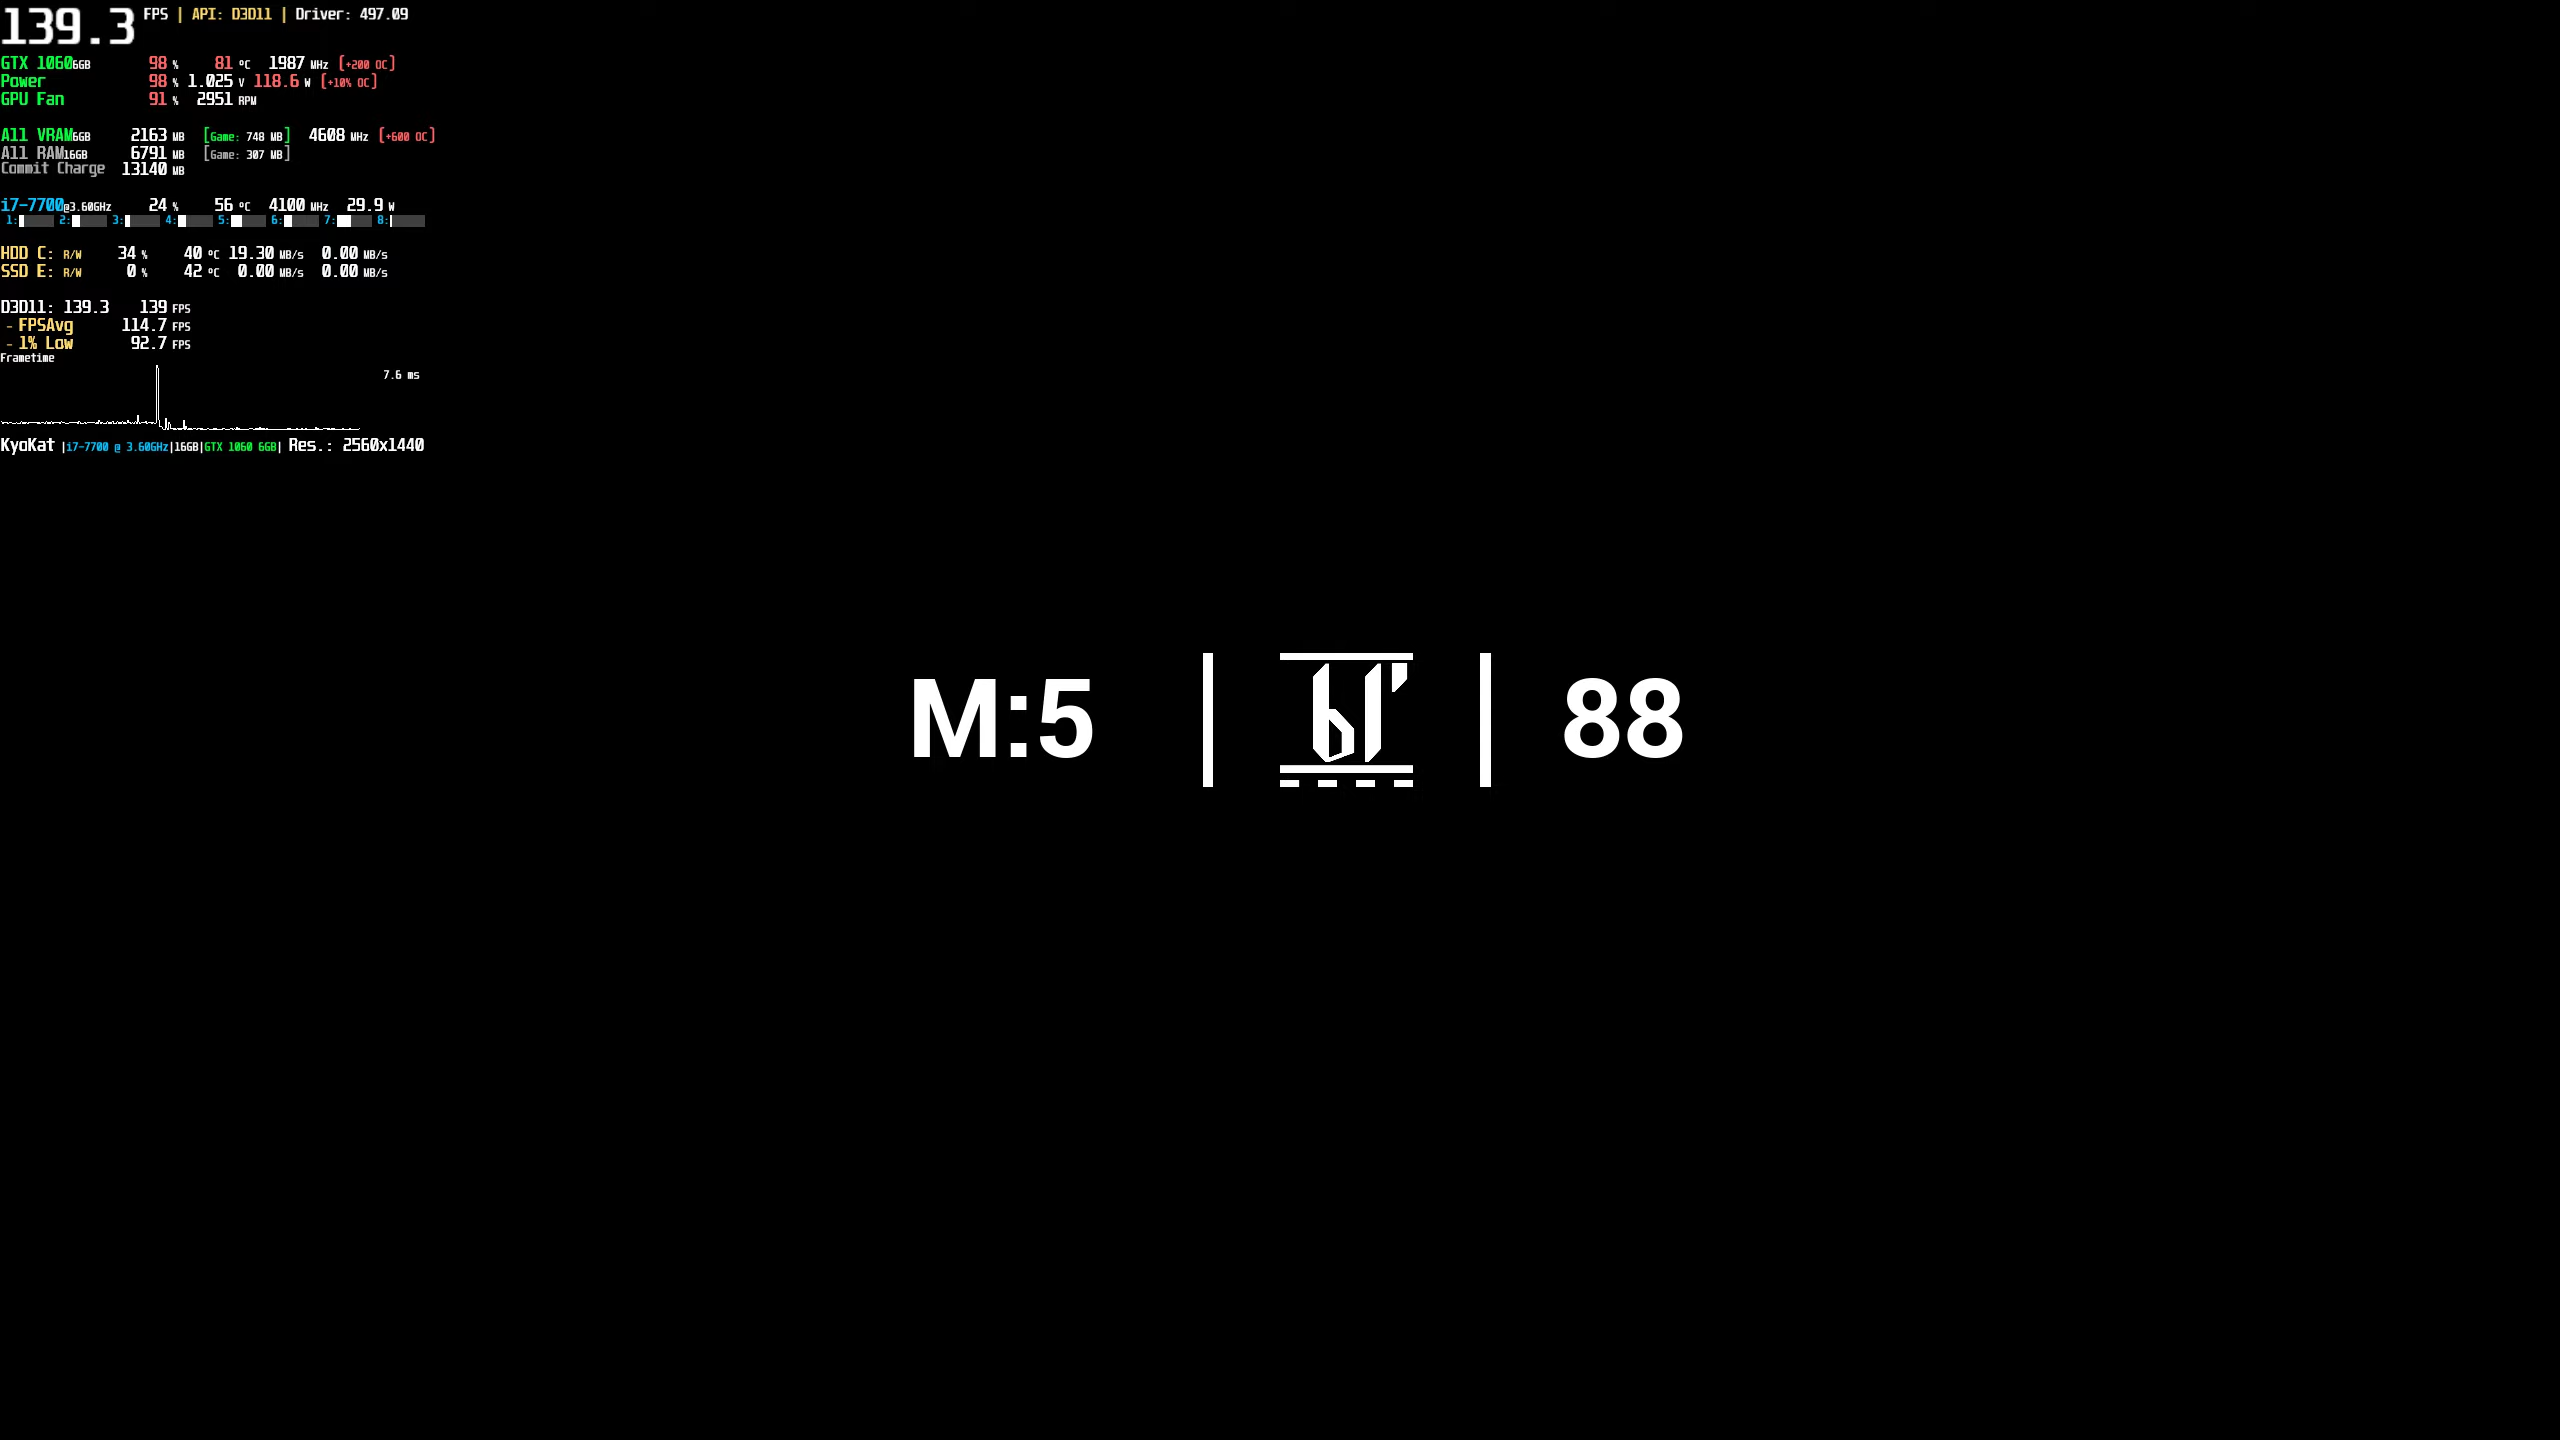 139.3 FPS | API: D3D11 | Driver: 497.09
GTX 1060 6GB 98 % 81 ºC 1987 MHz [+200 OC]
Power 98 % 1.025 V 118.6 W [+10% OC]
GPU Fan 91 % 2951 RPM
All VRAM 6GB 2163 MB [Game: 748 MB] 4608 MHz [+600 OC]
All RAM 16GB 6791 MB [Game: 307 MB]
Commit Charge 13140 MB
i7-7700 @3.60GHz 24 % 56 ºC 4100 MHz 29.9 W
1: 2: 3: 4: 5: 6: 7: 8:
HDD C: R/W 34 % 40 ºC 19.30 MB/s 0.00 MB/s
SSD E: R/W 0 % 42 ºC 0.00 MB/s 0.00 MB/s
D3D11: 139.3 139 FPS
- FPSAvg 114.7 FPS
- 1% Low 92.7 FPS
Frametime
7.6 ms
KyoKat |i7-7700 @ 3.60GHz|16GB|GTX 1060 6GB| Res.: 2560x1440
M:5 | | 88